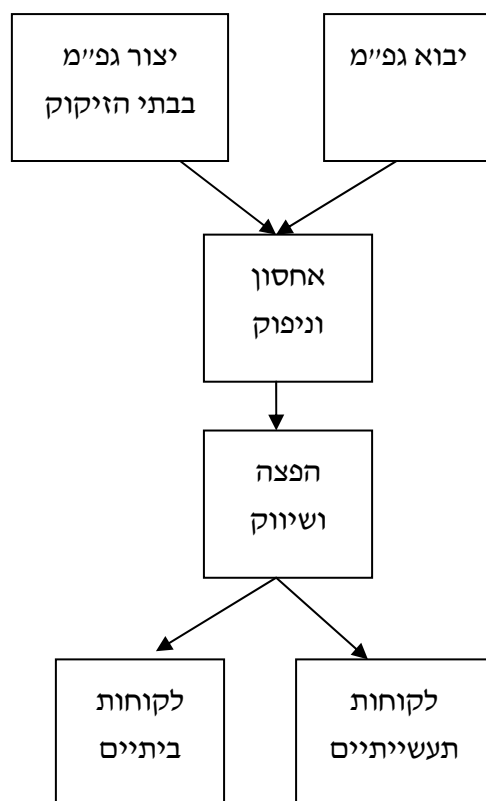 יבוא גפ״מ
יצור גפ״מ
בבתי הזיקוק
אחסון
וניפוק
הפצה
ושיווק
לקוחות
תעשייתיים
לקוחות
ביתיים